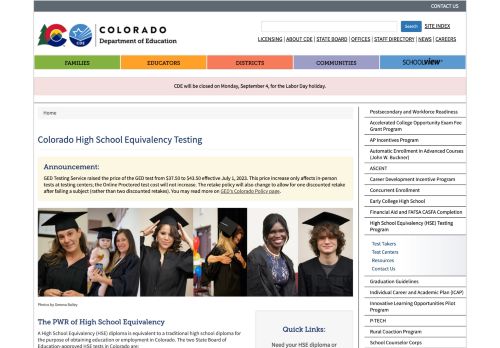 CONTACT US
COLORADO
Department of Education
CDE
Search
SITE INDEX
LICENSING | ABOUT CDE | STATE BOARD | OFFICES | STAFF DIRECTORY | NEWS | CAREERS
FAMILIES
EDUCATORS
DISTRICTS
COMMUNITIES
SCHOOLVIEW
CDE will be closed on Monday, September 4, for the Labor Day holiday.
Home
Colorado High School Equivalency Testing
Announcement:
GED Testing Service raised the price of the GED test from $37.50 to $43.50 effective July 1, 2023. This price increase only affects in-person
tests at testing centers; the Online Proctored test cost will not increase. The retake policy will also change to allow for one discounted retake
after failing a subject (rather than two discounted retakes). You may read more on GED's Colorado Policy page.
Photos by Gemma Bailey
The PWR of High School Equivalency
A High School Equivalency (HSE) diploma is equivalent to a traditional high school diploma for
the purpose of obtaining education or employment in Colorado. The two State Board of
Education-approved HSE tests in Colorado are:
Quick Links:
Need your HSE diploma or
Postsecondary and Workforce Readiness
Accelerated College Opportunity Exam Fee
Grant Program
AP Incentives Program
Automatic Enrollment in Advanced Courses
(John W. Buckner)
ASCENT
Career Development Incentive Program
Concurrent Enrollment
Early College High School
Financial Aid and FAFSA CASFA Completion
High School Equivalency (HSE) Testing
Program
Test Takers
Test Centers
Resources
Contact Us
Graduation Guidelines
Individual Career and Academic Plan (ICAP)
Innovative Learning Opportunities Pilot
Program
P-TECH
Rural Coaction Program
School Counselor Corps